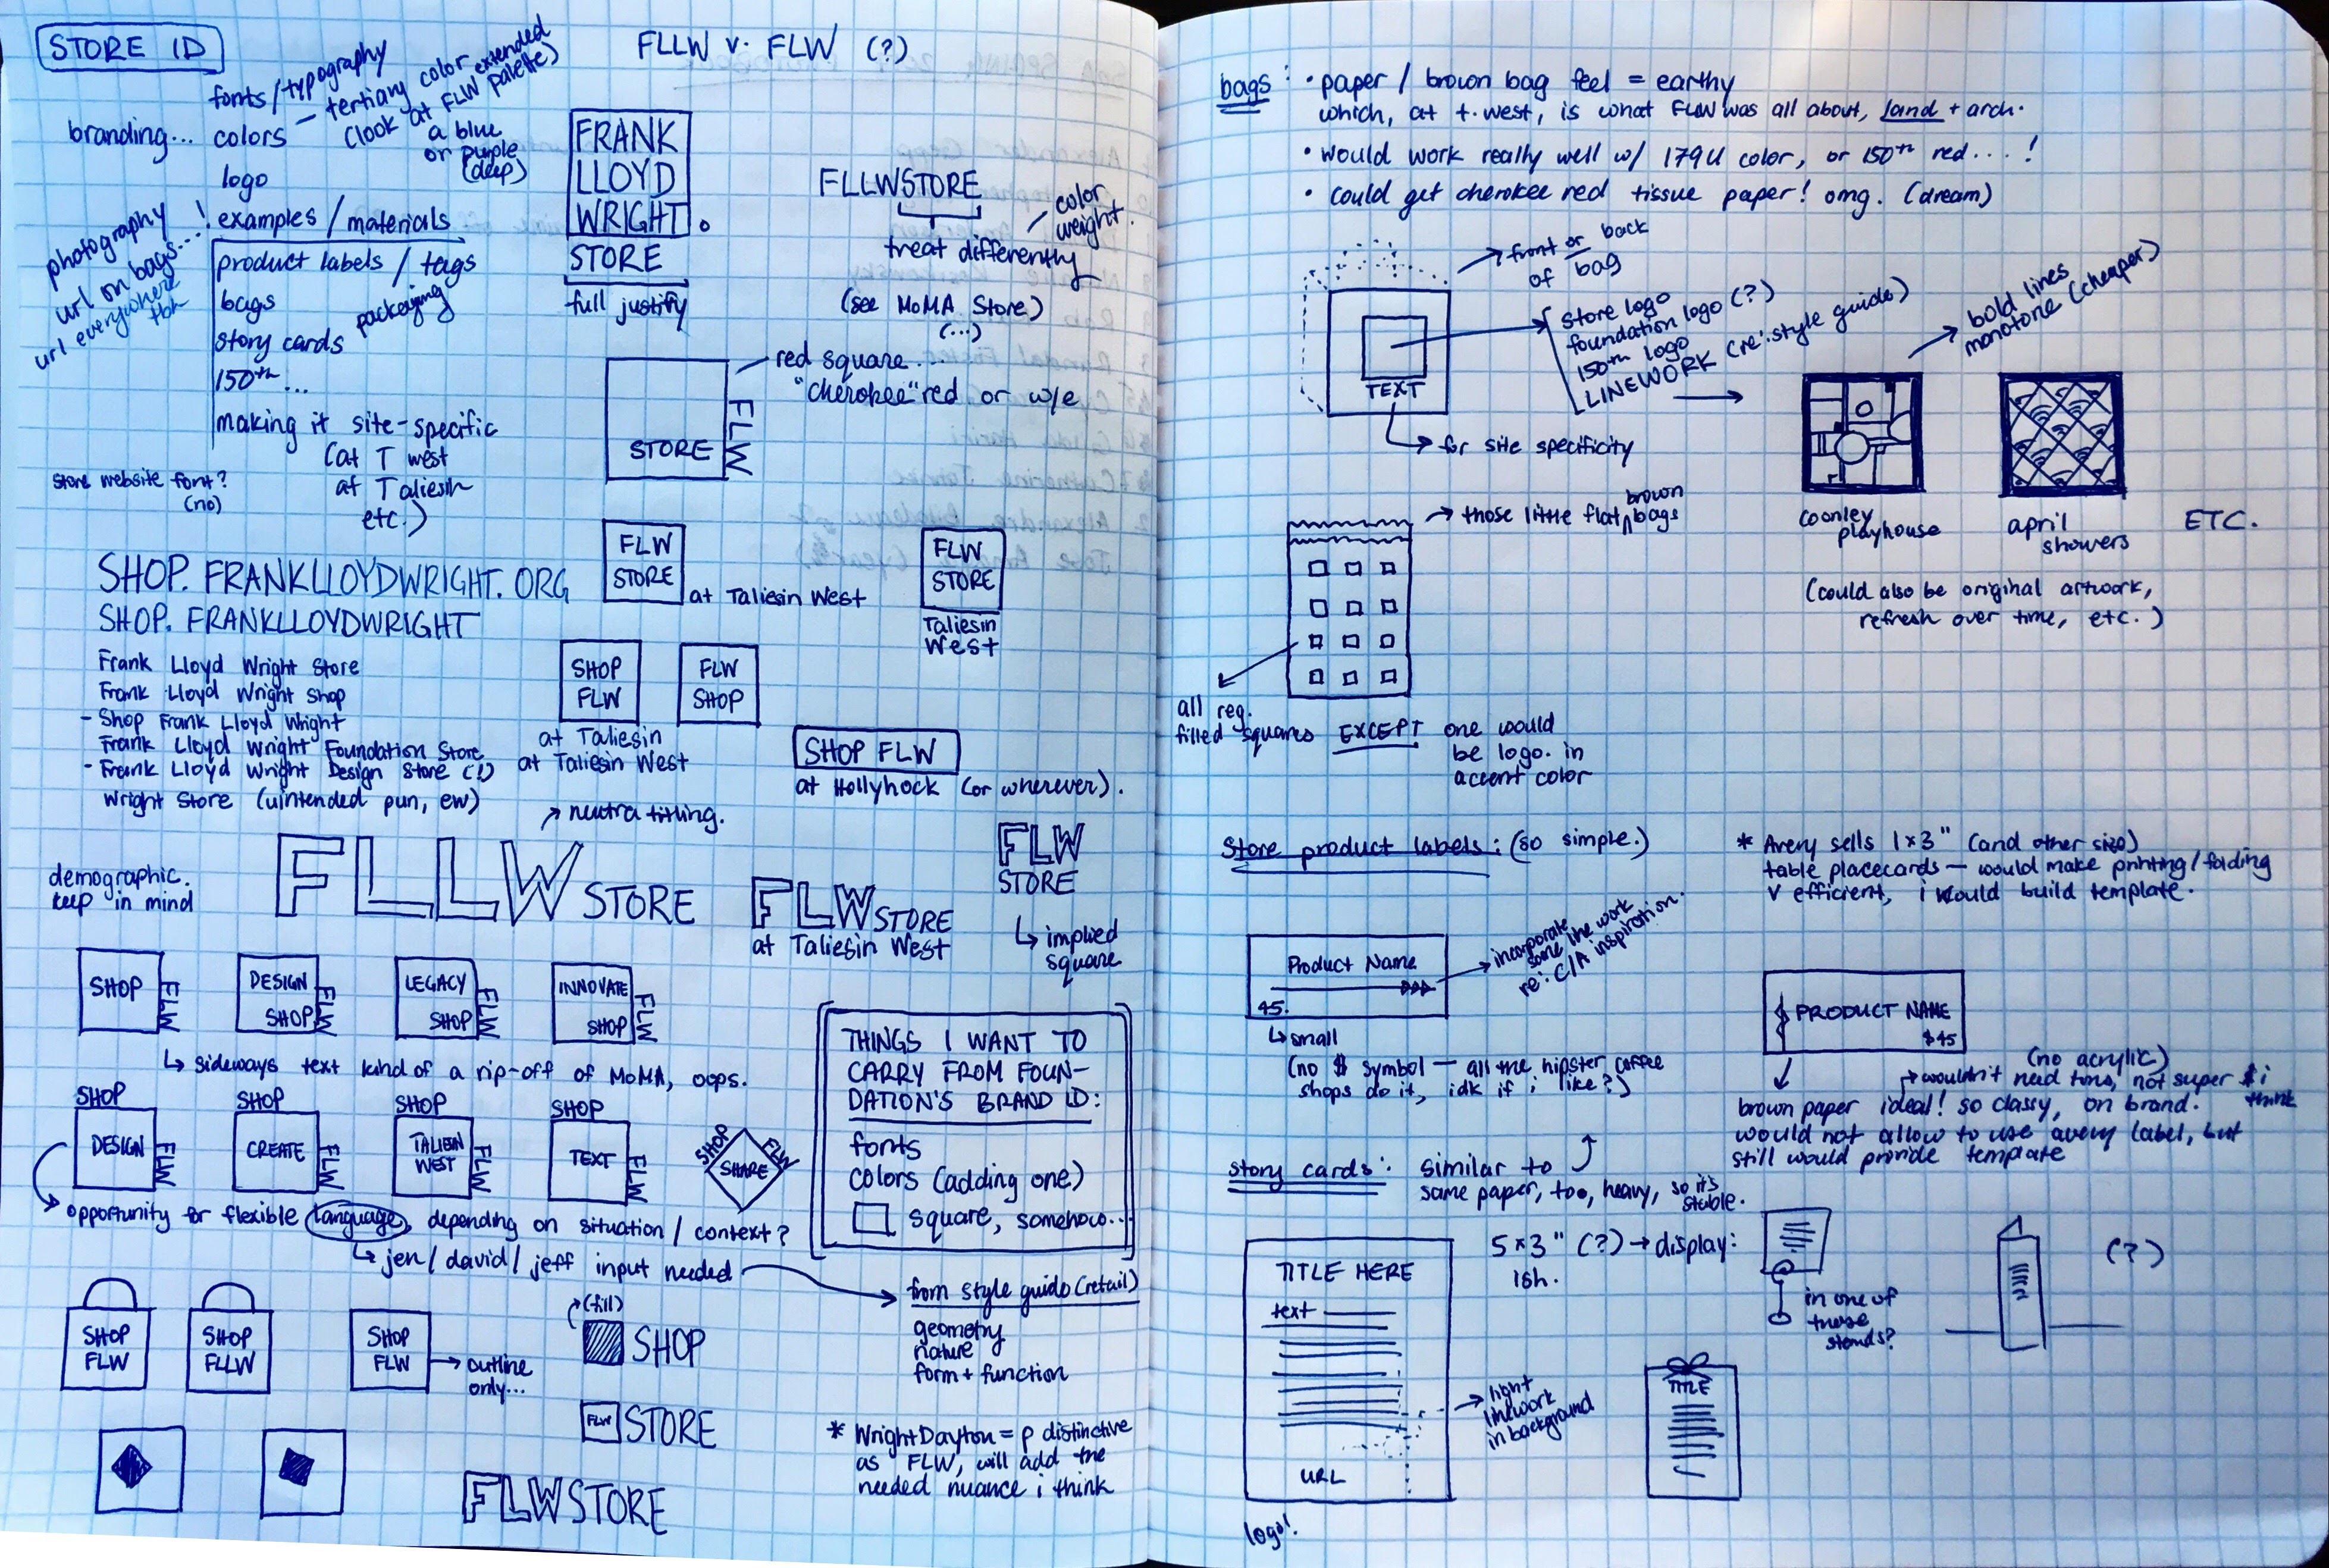 STORE ID
fonts/typography
branding... colors — tertiary color extended
(look at FLW palette)
a blue
or purple
(deep)
logo
! examples / materials
photography
url on bags...
url everywhere
tbh
product labels / tags
bags
packaging
story cards
150th...
making it site-specific
(at T west
at Taliesin
etc.)
store website font?
(no)
FLLW v. FLW (?)
FRANK
LLOYD
WRIGHT.
STORE
full justify
FLLWSTORE
treat differently
color
weight.
(see MoMA Store)
(...)
STORE
FLW
red square...
"cherokee" red or w/e
FLW
STORE
at Taliesin West
FLW
STORE
Taliesin
West
SHOP. FRANKLLOYDWRIGHT. ORG
SHOP. FRANKLLOYDWRIGHT
Frank Lloyd Wright Store
Frank Lloyd Wright Shop
- Shop Frank Lloyd Wright
Frank Lloyd Wright Foundation Store
- Frank Lloyd Wright Design Store (!)
Wright Store (uintended pun, ew)
SHOP
FLW
at Taliesin
at Taliesin West
FLW
SHOP
SHOP FLW
at Hollyhock (or wherever).
neutra titling.
demographic.
keep in mind
FLLW STORE
FLW STORE
at Taliesin West
FLW
STORE
implied
square
SHOP
FLW
DESIGN
SHOP
FLW
LEGACY
SHOP
FLW
INNOVATE
SHOP
FLW
sideways text kind of a rip-off of MoMA, oops.
SHOP
DESIGN
FLW
SHOP
CREATE
FLW
SHOP
TALIESIN
WEST
FLW
SHOP
TEXT
FLW
SHOP
FLW
SHARE
opportunity for flexible language, depending on situation / context?
jen/ david/ jeff input needed
THINGS I WANT TO
CARRY FROM FOUN-
DATION'S BRAND ID:
fonts
colors (adding one)
square, somehow...
from style guide (retail)
geometry
nature
form + function
SHOP
FLW
SHOP
FLLW
SHOP
FLW
outline
only...
(fill)
SHOP
FLW STORE
FLWSTORE
* WrightDayton = p distinctive
as FLW, will add the
needed nuance i think
bags: • paper / brown bag feel = earthy
which, at t. west, is what FLW was all about, land + arch.
• would work really well w/ 179U color, or 150th red....!
• could get cherokee red tissue paper! omg. (dream)
front or back
of bag
TEXT
store logo
foundation logo (?)
150th logo
LINEWORK (re: style guide)
for site specificity
bold lines
monotone (cheaper)
coonley
playhouse
april
showers
ETC.
(could also be original artwork,
refresh over time, etc.)
those little flat brown bags
all reg.
filled squares EXCEPT one would
be logo. in
accent color
Store product labels: (so simple.)
* Avery sells 1x3" (and other size)
table placecards — would make printing/folding
v efficient, i would build template.
Product Name
45.
incorporate
some line work
re: C/A inspiration.
small
(no $ symbol — all the hipster coffee
shops do it, idk if i like?)
PRODUCT NAME
$45
(no acrylic)
wouldn't need tons, not super $ i think
brown paper ideal! so classy, on brand.
would not allow to use avery label, but
still would provide template
story cards: similar to
same paper, too, heavy, so it's
stable.
5x3" (?) → display:
ish.
TITLE HERE
text
URL
logo!
light
linework
in background
in one of
those
stands?
(?)
TITLE